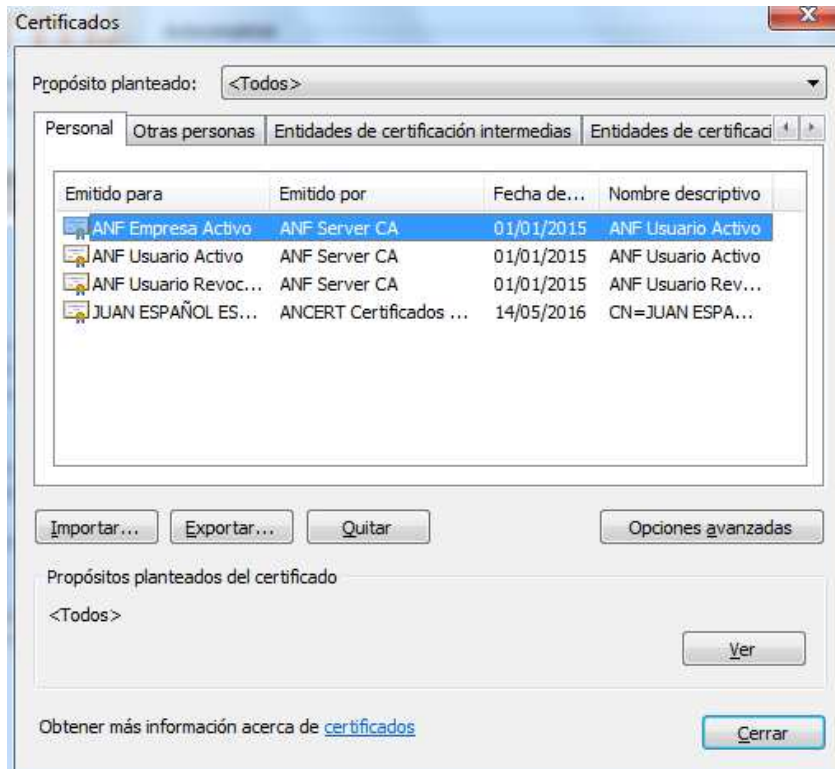 Certificados
Propósito planteado: <Todos>
Personal Otras personas Entidades de certificación intermedias Entidades de certificaci
Emitido para Emitido por Fecha de... Nombre descriptivo
ANF Empresa Activo ANF Server CA 01/01/2015 ANF Usuario Activo
ANF Usuario Activo ANF Server CA 01/01/2015 ANF Usuario Activo
ANF Usuario Revoc... ANF Server CA 01/01/2015 ANF Usuario Rev...
JUAN ESPAÑOL ES... ANCERT Certificados ... 14/05/2016 CN=JUAN ESPA...
Importar... Exportar... Quitar Opciones avanzadas
Propósitos planteados del certificado
<Todos>
Ver
Obtener más información acerca de certificados
Cerrar